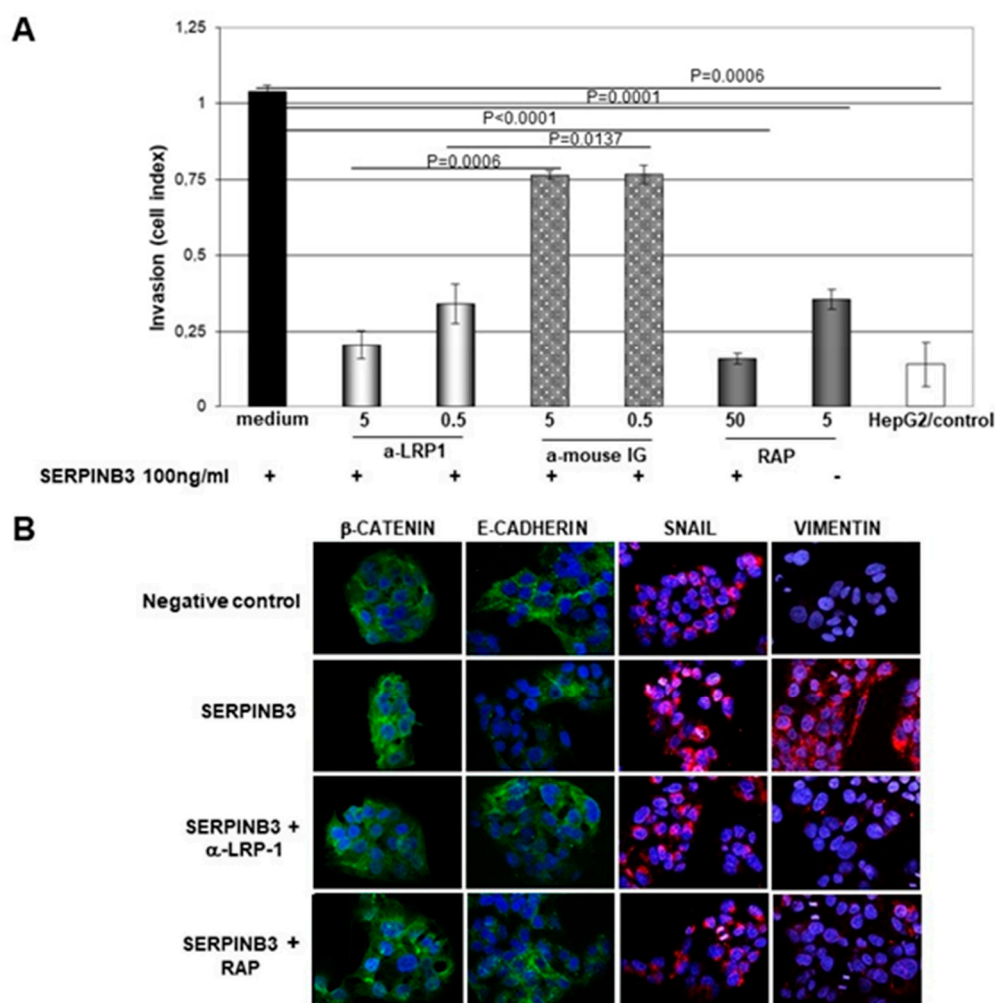 A
1,25
P=0.0006
1
P=0.0001
P<0.0001
P=0.0137
P=0.0006
0,75
0,5
0,25
0
Invasion (cell index)
medium 5 0.5 5 0.5 50 5 HepG2/control
a-LRP1 a-mouse IG RAP
SERPINB3 100ng/ml + + + + + + -
B
β-CATENIN E-CADHERIN SNAIL VIMENTIN
Negative control
SERPINB3
SERPINB3 +
α-LRP-1
SERPINB3 +
RAP